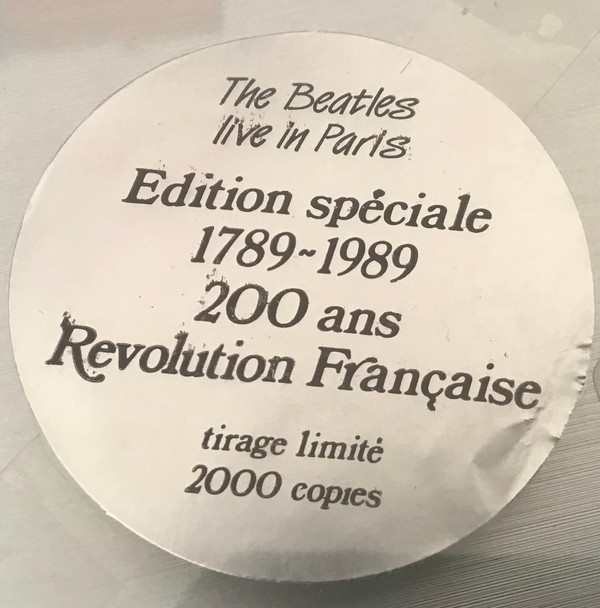 The Beatles
live in Paris
Edition spéciale
1789~1989
200 ans
Revolution Française
tirage limité
2000 copies